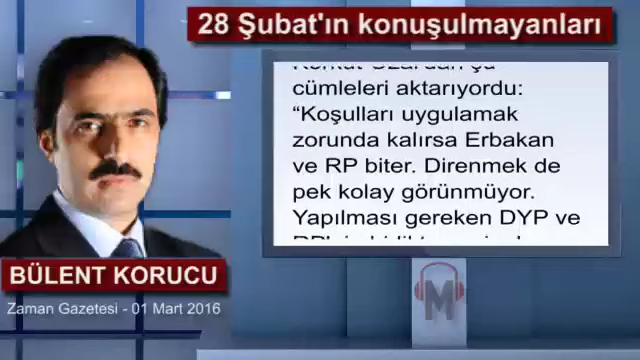 28 Şubat'ın konuşulmayanları
cümleleri aktarıyordu:
“Koşulları uygulamak
zorunda kalırsa Erbakan
ve RP biter. Direnmek de
pek kolay görünmüyor.
Yapılması gereken DYP ve
BÜLENT KORUCU
Zaman Gazetesi - 01 Mart 2016
M